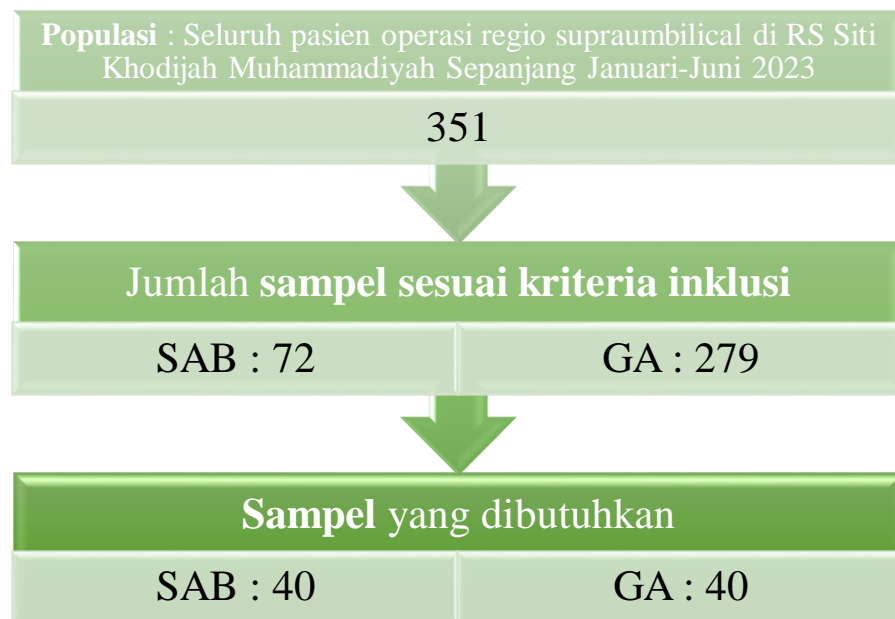 Populasi : Seluruh pasien operasi regio supraumbilical di RS Siti
Khodijah Muhammadiyah Sepanjang Januari-Juni 2023
351
Jumlah sampel sesuai kriteria inklusi
SAB : 72 GA : 279
Sampel yang dibutuhkan
SAB : 40 GA : 40